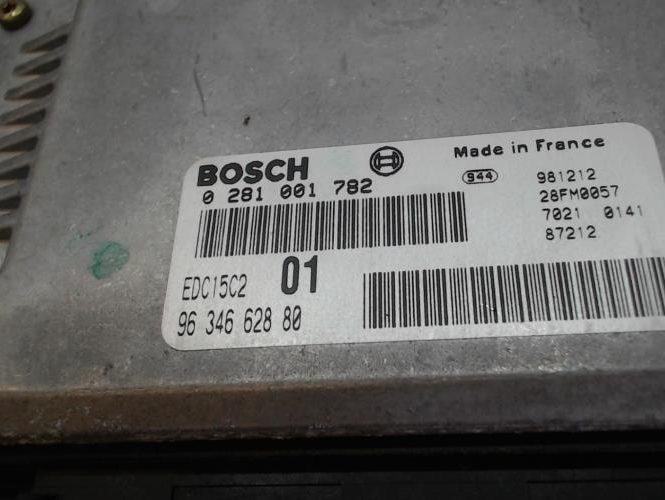 BOSCH
0 281 001 782
EDC15C2 01
96 346 628 80
Made in France
944 981212
28FM0057
7021 0141
87212